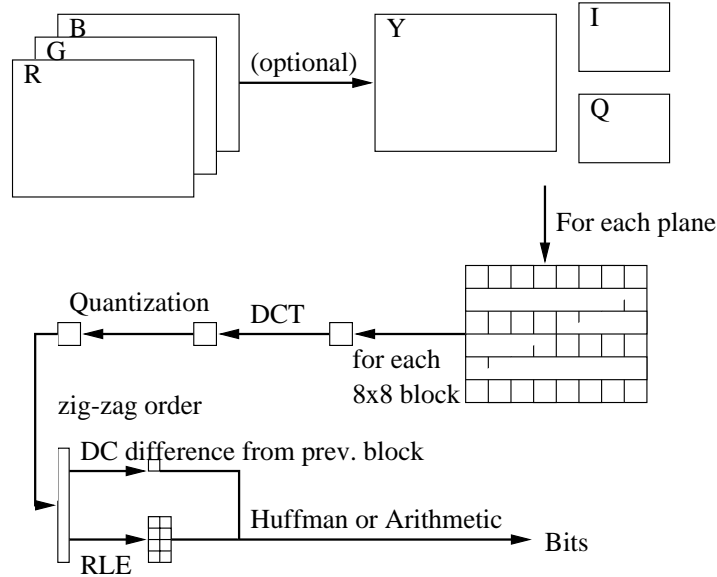 B
G
R
(optional)
Y
I
Q
For each plane
Quantization
DCT
for each
8x8 block
zig-zag order
DC difference from prev. block
Huffman or Arithmetic
Bits
RLE